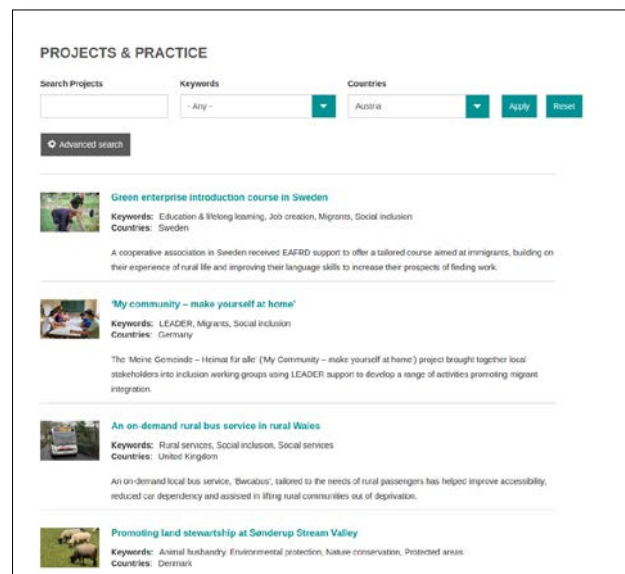 PROJECTS & PRACTICE
Search Projects Keywords Countries
- Any - Austria Apply Reset
Advanced search
Green enterprise introduction course in Sweden
Keywords: Education & lifelong learning, Job creation, Migrants, Social inclusion
Countries: Sweden
A cooperative association in Sweden received EAFRD support to offer a tailored course aimed at immigrants, building on
their experience of rural life and improving their language skills to increase their prospects of finding work.
'My community – make yourself at home'
Keywords: LEADER, Migrants, Social inclusion
Countries: Germany
The 'Meine Gemeinde – Heimat für alle' ('My Community – make yourself at home') project brought together local
stakeholders into inclusion working groups using LEADER support to develop a range of activities promoting migrant
integration.
An on-demand rural bus service in rural Wales
Keywords: Rural services, Social inclusion, Social services
Countries: United Kingdom
An on-demand local bus service, 'Bwcabus', tailored to the needs of rural passengers has helped improve accessibility,
reduced car dependency and assisted in lifting rural communities out of deprivation.
Promoting land stewartship at Sønderup Stream Valley
Keywords: Animal husbandry, Environmental protection, Nature conservation, Protected areas
Countries: Denmark